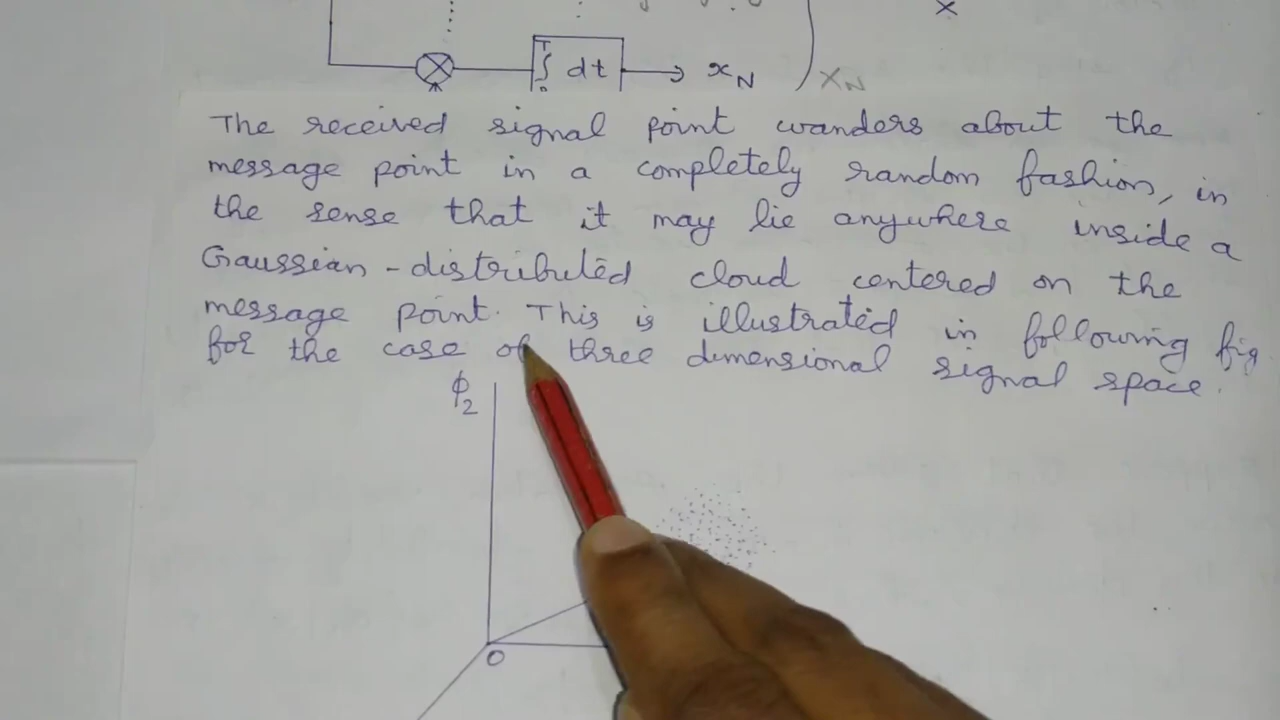 ∫ dt → x_N
X_N
The received signal point wanders about the
message point in a completely random fashion, in
the sense that it may lie anywhere inside a
Gaussian-distributed cloud centered on the
message point. This is illustrated in following fig
for the case of three dimensional signal space.
ϕ_2
O